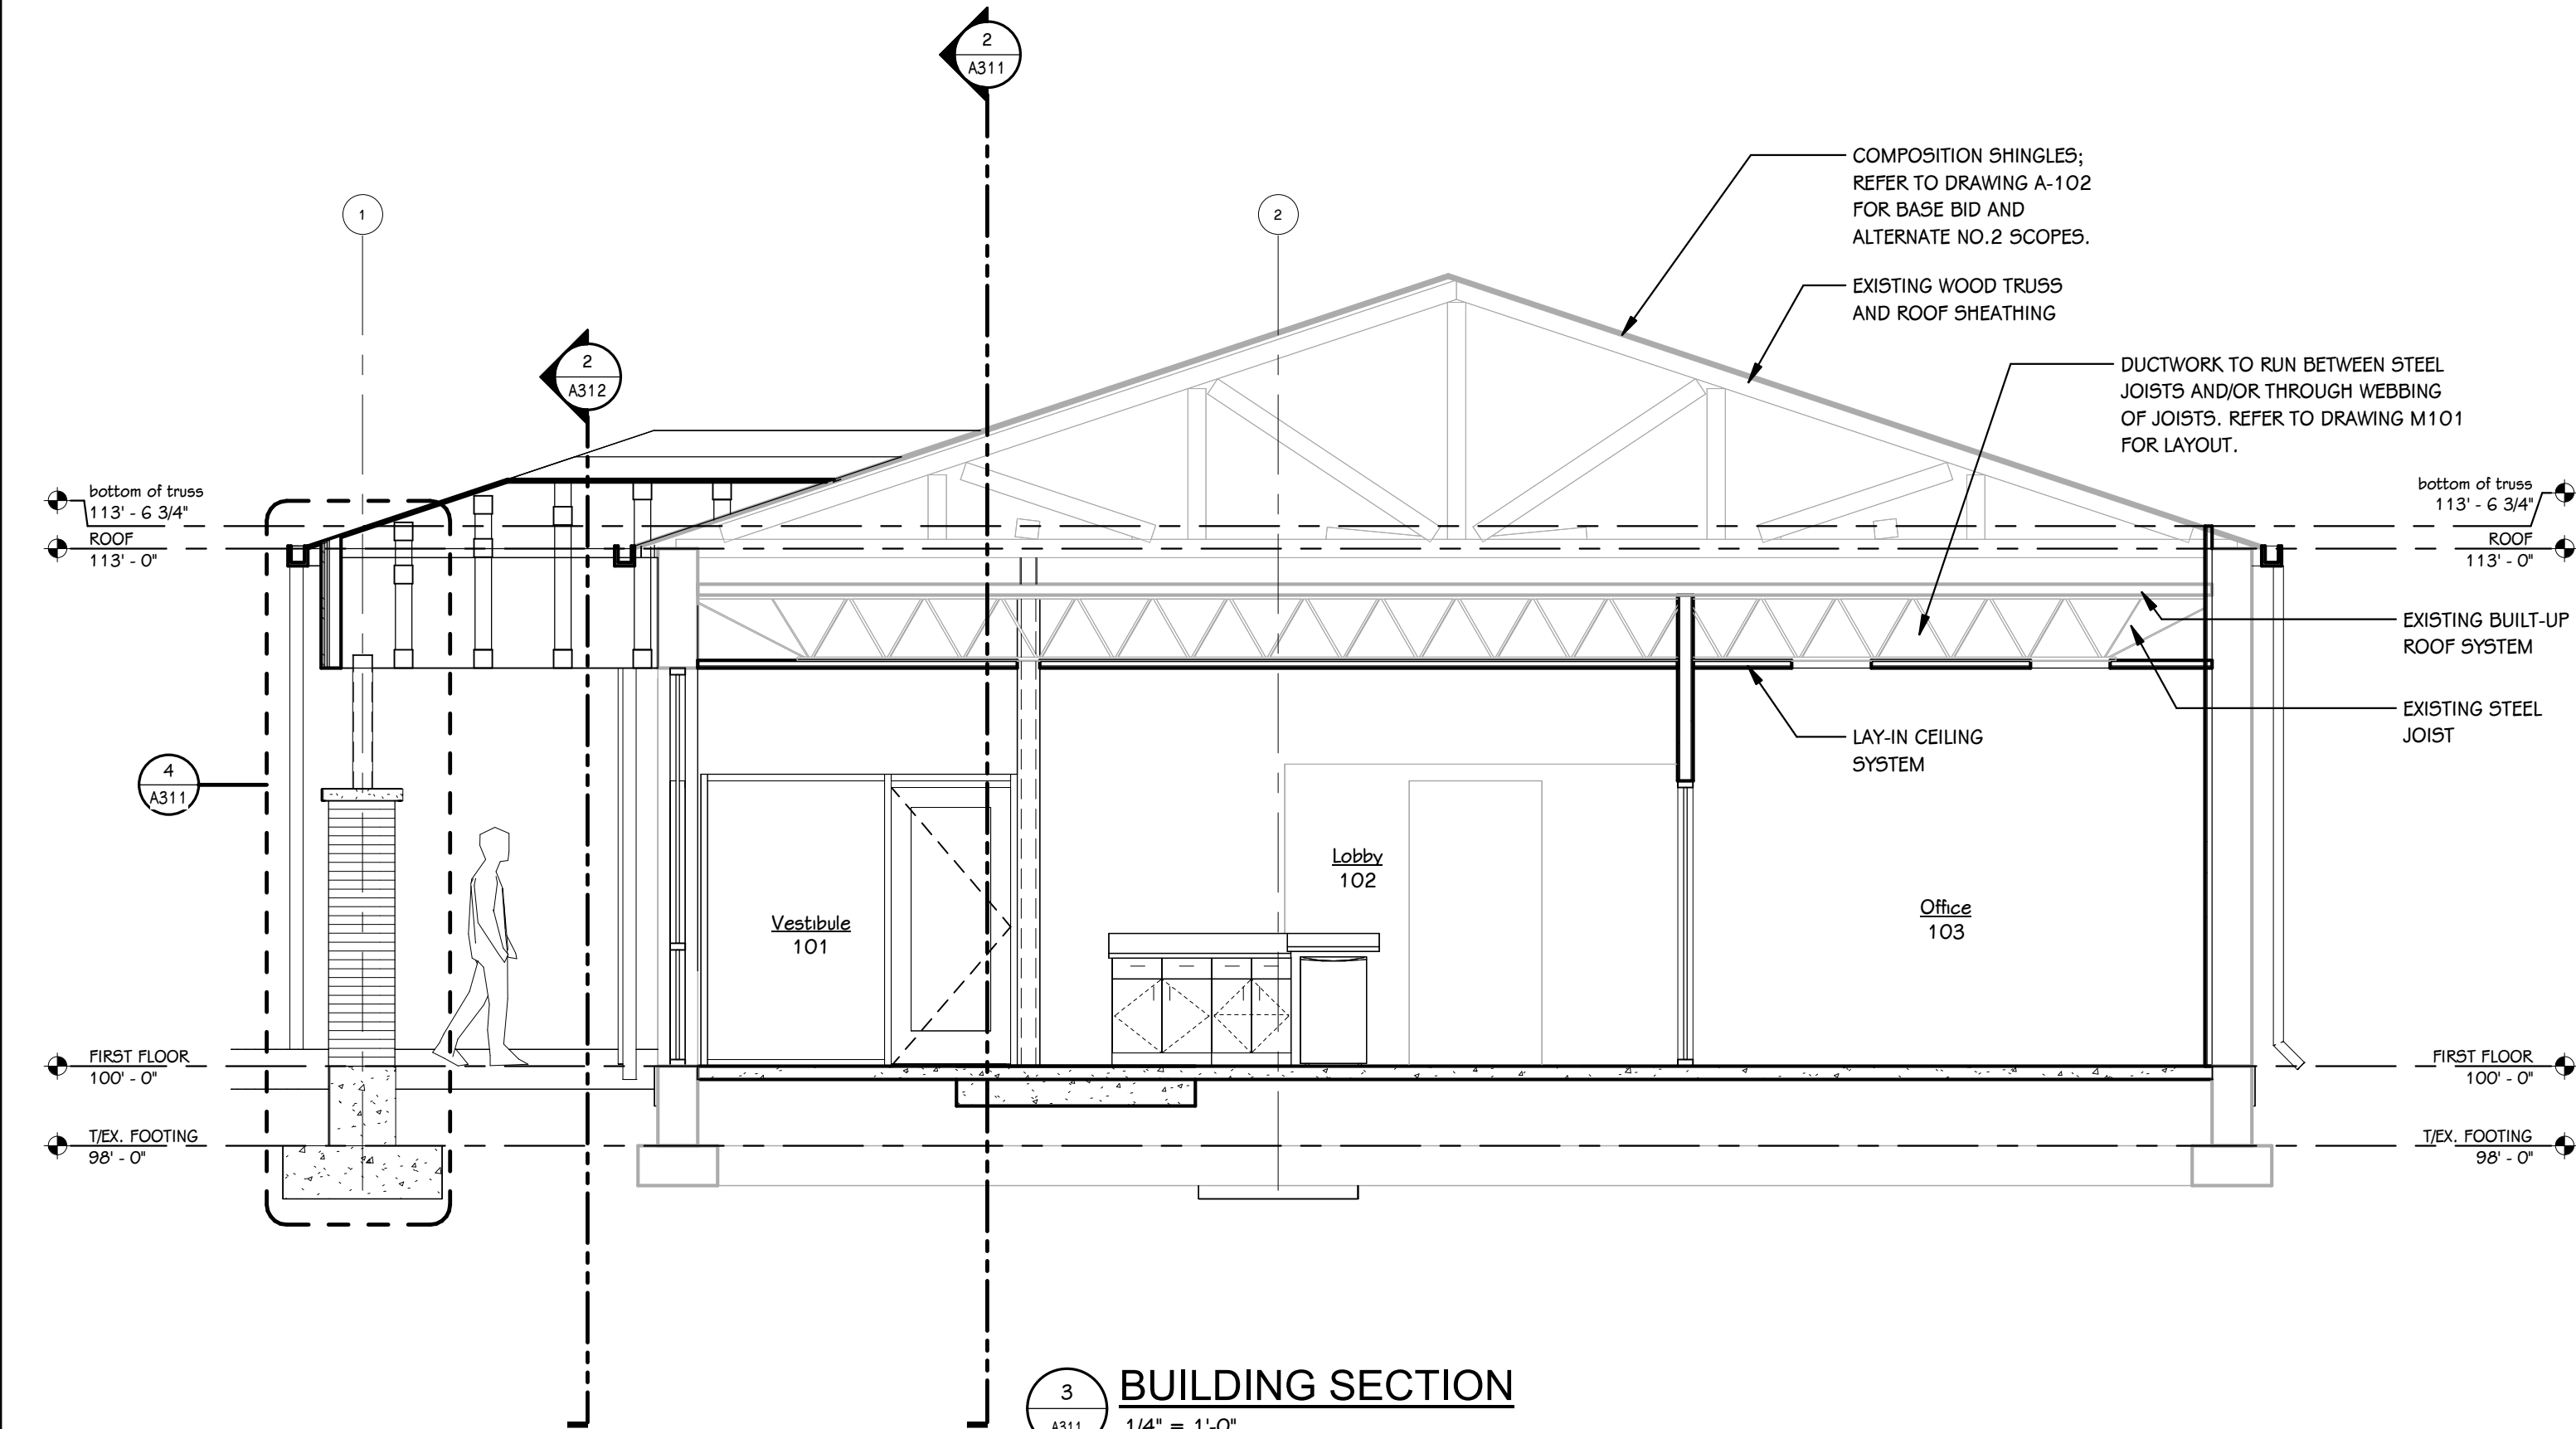 2
A311
1
2
COMPOSITION SHINGLES;
REFER TO DRAWING A-102
FOR BASE BID AND
ALTERNATE NO.2 SCOPES.
EXISTING WOOD TRUSS
AND ROOF SHEATHING
2
A312
DUCTWORK TO RUN BETWEEN STEEL
JOISTS AND/OR THROUGH WEBBING
OF JOISTS. REFER TO DRAWING M101
FOR LAYOUT.
bottom of truss
113' - 6 3/4"
ROOF
113' - 0"
bottom of truss
113' - 6 3/4"
ROOF
113' - 0"
EXISTING BUILT-UP
ROOF SYSTEM
EXISTING STEEL
JOIST
LAY-IN CEILING
SYSTEM
4
A311
Vestibule
101
Lobby
102
Office
103
FIRST FLOOR
100' - 0"
T/EX. FOOTING
98' - 0"
FIRST FLOOR
100' - 0"
T/EX. FOOTING
98' - 0"
3
A311
BUILDING SECTION
1/4" = 1'-0"